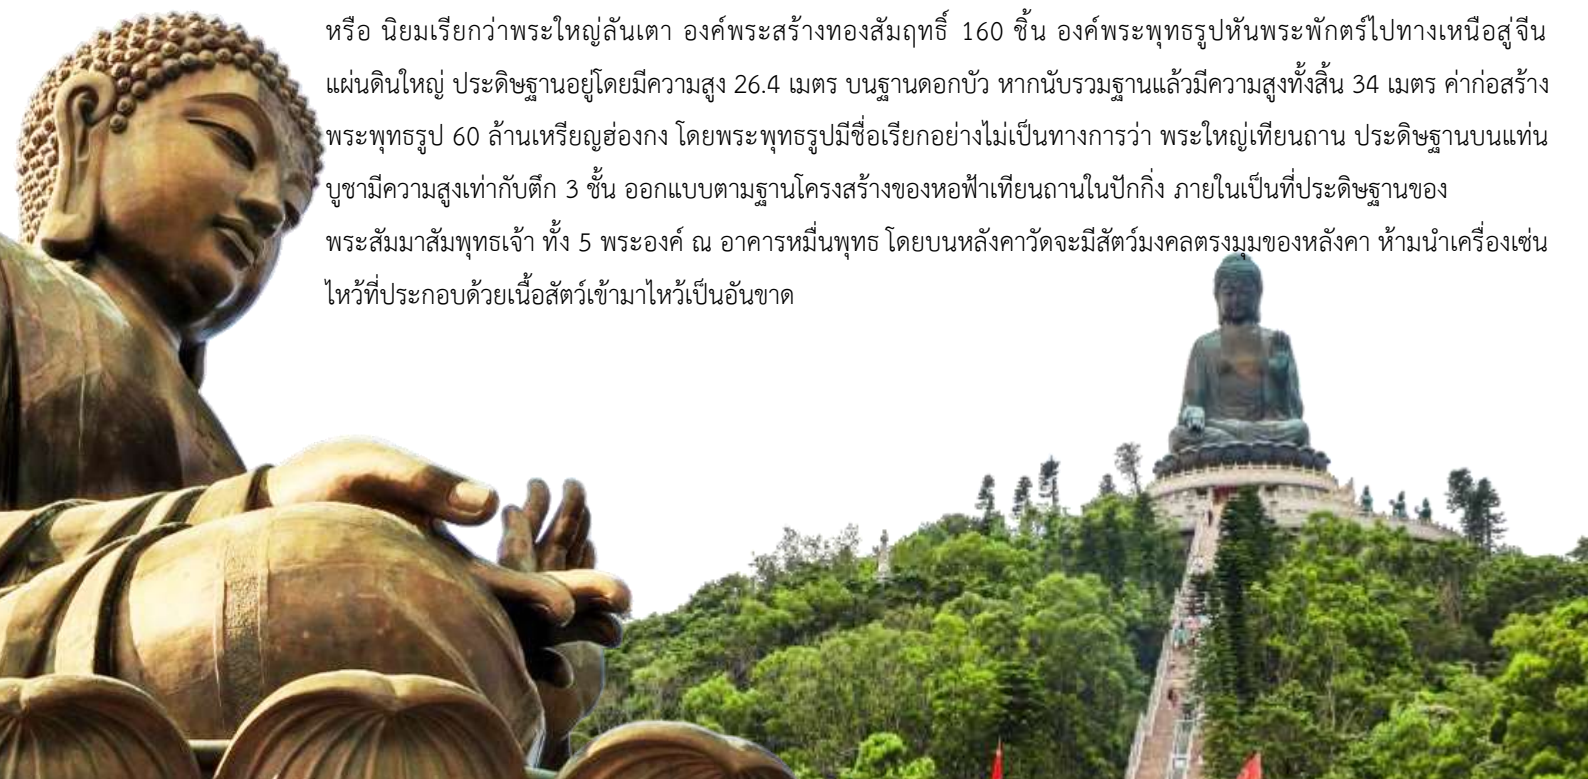 หรือ นิยมเรียกว่าพระใหญ่ลันเตา องค์พระสร้างทองสัมฤทธิ์ 160 ชิ้น องค์พระพุทธรูปหันพระพักตร์ไปทางเหนือสู่จีน
แผ่นดินใหญ่ ประดิษฐานอยู่โดยมีความสูง 26.4 เมตร บนฐานดอกบัว หากนับรวมฐานแล้วมีความสูงทั้งสิ้น 34 เมตร ค่าก่อสร้าง
พระพุทธรูป 60 ล้านเหรียญฮ่องกง โดยพระพุทธรูปมีชื่อเรียกอย่างไม่เป็นทางการว่า พระใหญ่เทียนถาน ประดิษฐานบนแท่น
บูชามีความสูงเท่ากับตึก 3 ชั้น ออกแบบตามฐานโครงสร้างของหอฟ้าเทียนถานในปักกิ่ง ภายในเป็นที่ประดิษฐานของ
พระสัมมาสัมพุทธเจ้า ทั้ง 5 พระองค์ ณ อาคารหมื่นพุทธ โดยบนหลังคาวัดจะมีสัตว์มงคลตรงมุมของหลังคา ห้ามนำเครื่องเซ่น
ไหว้ที่ประกอบด้วยเนื้อสัตว์เข้ามาไหว้เป็นอันขาด